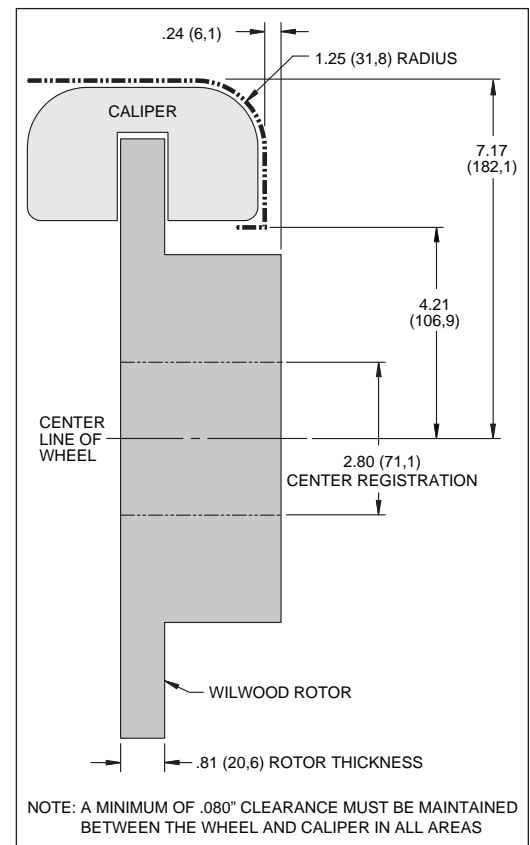 .24 (6,1)
1.25 (31,8) RADIUS
CALIPER
7.17
(182,1)
4.21
(106,9)
CENTER
LINE OF
WHEEL
2.80 (71,1)
CENTER REGISTRATION
WILWOOD ROTOR
.81 (20,6) ROTOR THICKNESS
NOTE: A MINIMUM OF .080" CLEARANCE MUST BE MAINTAINED
BETWEEN THE WHEEL AND CALIPER IN ALL AREAS